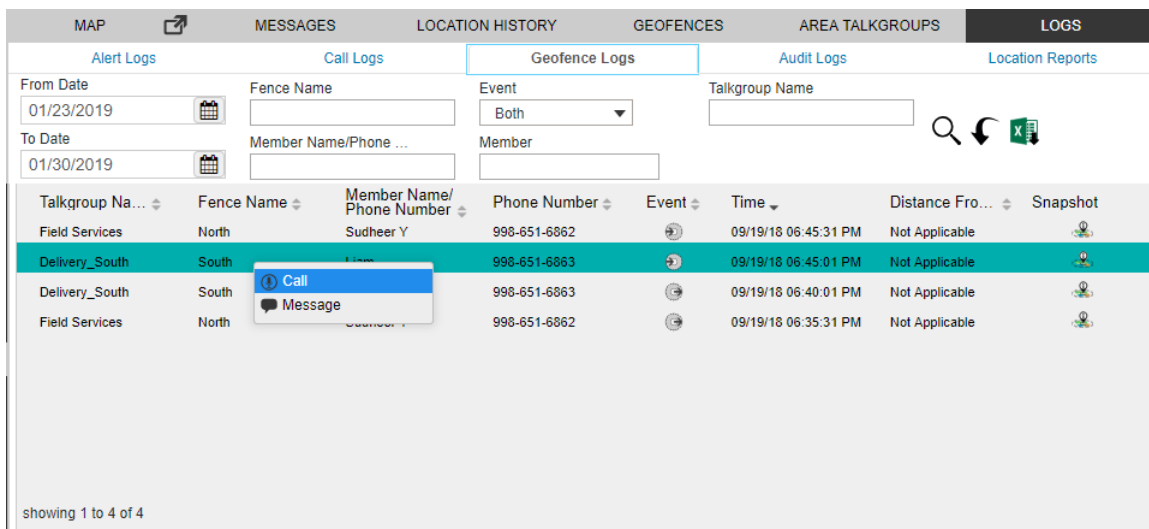 MAP MESSAGES LOCATION HISTORY GEOFENCES AREA TALKGROUPS LOGS
Alert Logs Call Logs Geofence Logs Audit Logs Location Reports
From Date Fence Name Event Talkgroup Name
01/23/2019 Both
To Date Member Name/Phone ... Member
01/30/2019
Talkgroup Na... Fence Name Member Name/ Phone Number Phone Number Event Time Distance Fro... Snapshot
Field Services North Sudheer Y 998-651-6862 09/19/18 06:45:31 PM Not Applicable
Delivery_South South Liam 998-651-6863 09/19/18 06:45:01 PM Not Applicable
Call
Delivery_South South 998-651-6863 09/19/18 06:40:01 PM Not Applicable
Message
Field Services North Sudheer Y 998-651-6862 09/19/18 06:35:31 PM Not Applicable
showing 1 to 4 of 4